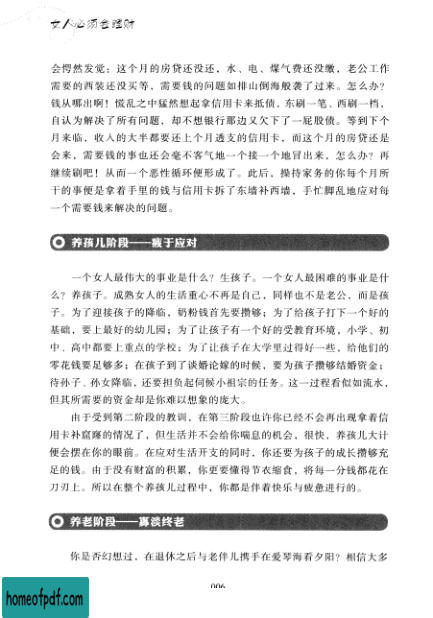 女人必须会理财
会愕然发觉：这个月的房贷还没还，水、电、煤气费还没缴，老公工作
需要的西装还没买等，需要钱的问题如排山倒海般袭了过来。怎么办？
钱从哪出啊！慌乱之中猛然想起拿信用卡来抵债，东刷一笔、西刷一档，
自认为解决了所有问题，却不想银行那边又欠下了一屁股债。等到下个
月来临，收入的大半都要还上个月透支的信用卡，而这个月的房贷还是
会来，需要钱的事也还会毫不客气地一个接一个地冒出来，怎么办？再
继续刷吧！从而一个恶性循环便形成了。此后，操持家务的你每个月所
干的事便是拿着手里的钱与信用卡拆了东墙补西墙，手忙脚乱地应对每
一个需要钱来解决的问题。
养孩儿阶段——疲于应对
一个女人最伟大的事业是什么？生孩子。一个女人最困难的事业是什
么？养孩子。成熟女人的生活重心不再是自己，同样也不是老公，而是孩
子。为了迎接孩子的降临，奶粉钱首先要攒够；为了给孩子打下一个好的
基础，要上最好的幼儿园；为了让孩子有一个好的受教育环境，小学、初
中、高中都要上重点的学校；为了让孩子在大学里过得好一些，给他们的
零花钱要足够多；在孩子到了谈婚论嫁的时候，要为孩子攒够结婚资金；
待孙子、孙女降临，还要担负起伺候小祖宗的任务。这一过程看似如流水，
但其所需要的资金却是你难以想象的庞大。
由于受到第二阶段的教训，在第三阶段也许你已经不会再出现拿着信
用卡补窟窿的情况了，但生活并不会给你喘息的机会，很快，养孩儿大计
便会摆在你的眼前。在应对生活开支的同时，你还要为孩子的成长攒够充
足的钱。由于没有财富的积累，你更要懂得节衣缩食，将每一分钱都花在
刀刃上。所以在整个养孩儿过程中，你都是伴着快乐与疲惫进行的。
养老阶段——寡淡终老
你是否幻想过，在退休之后与老伴儿携手在爱琴海看夕阳？相信大多
006
homeofpdf.com